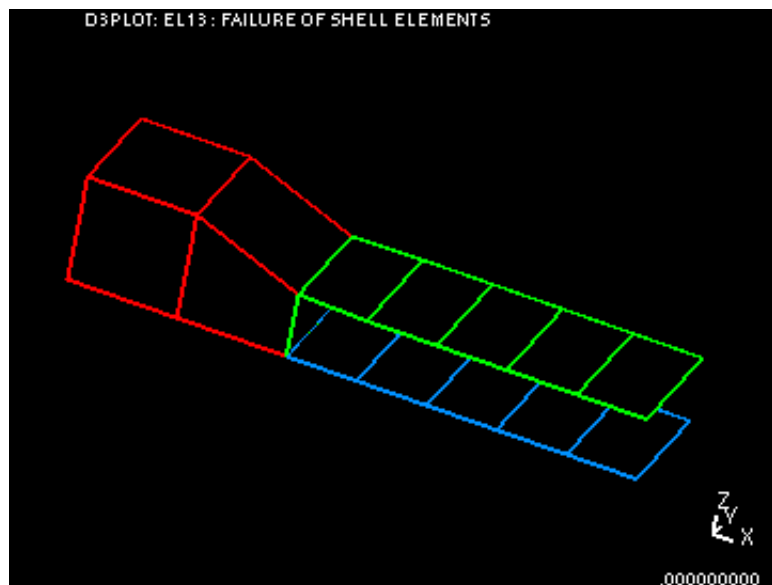 D3PLOT: EL13 : FAILURE OF SHELL ELEMENTS
Z
Y
X
.000000000